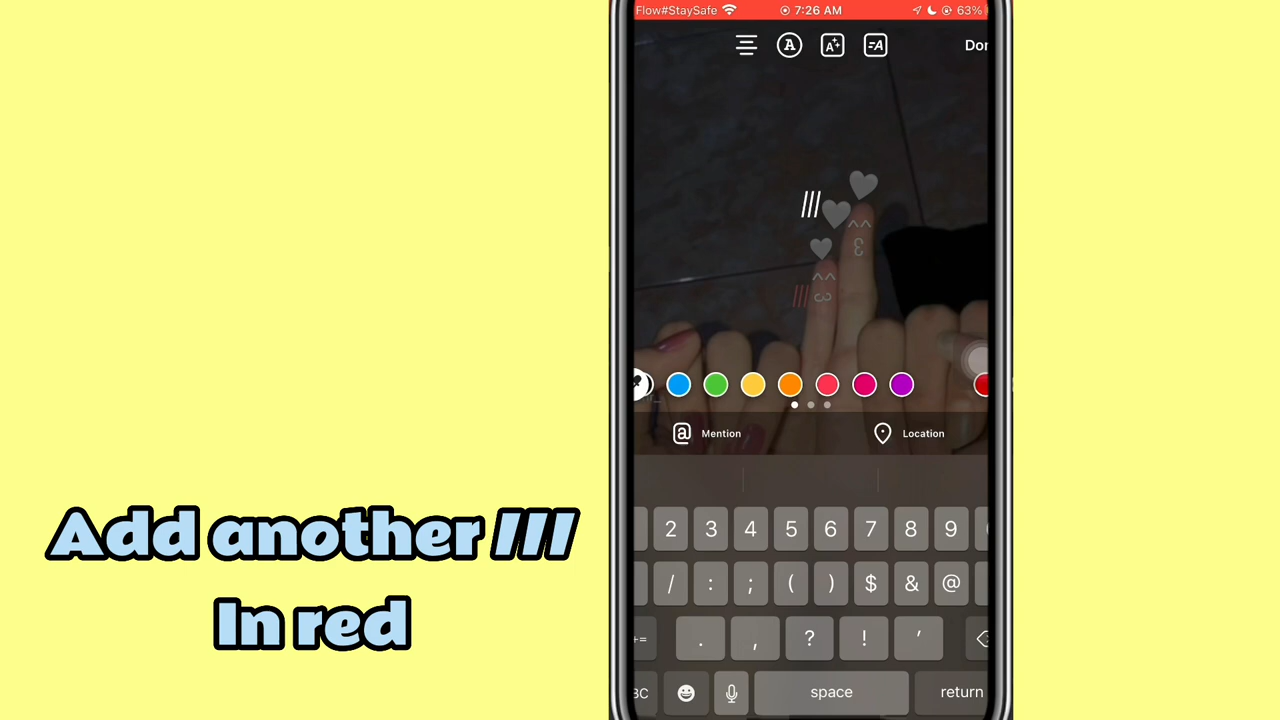 Flow#StaySafe 7:26 AM 63%
A A A
Don
///
^^
^^
///
Mention
Location
2 3 4 5 6 7 8 9
/ : ; ( ) $ & @
. , ? ! ’
space return
Add another ///
In red